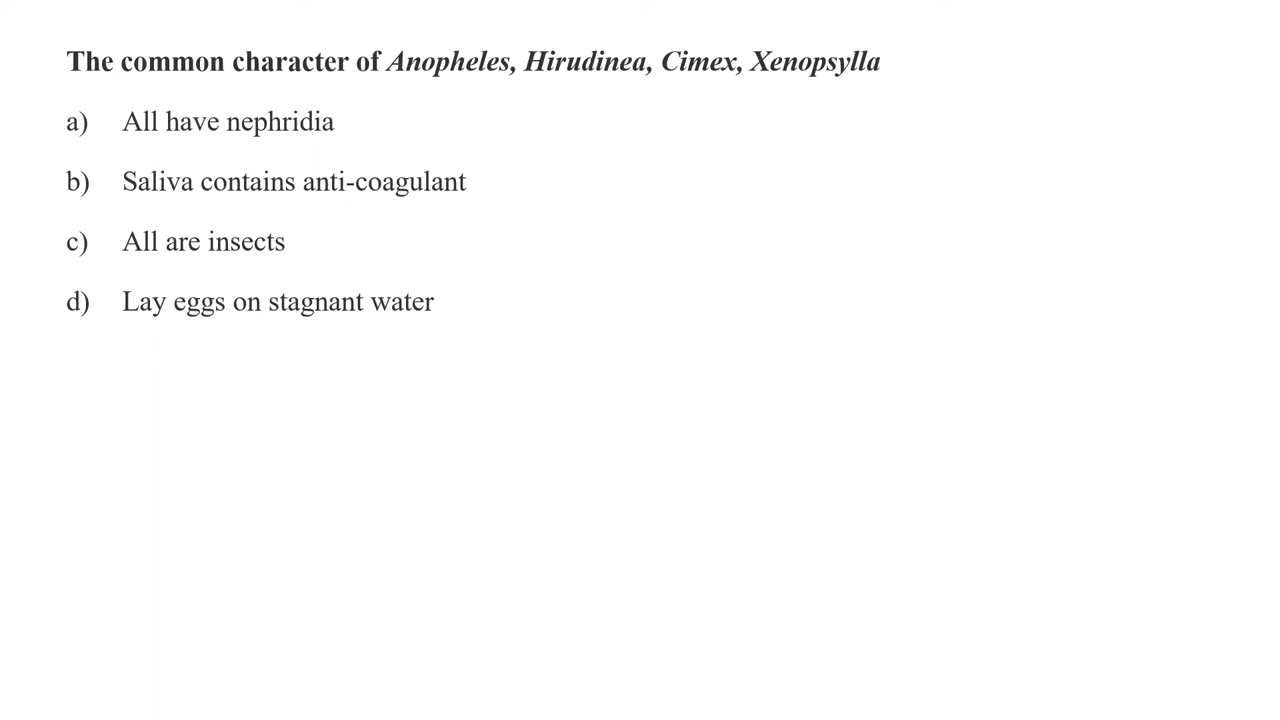 The common character of Anopheles, Hirudinea, Cimex, Xenopsylla
a) All have nephridia
b) Saliva contains anti-coagulant
c) All are insects
d) Lay eggs on stagnant water